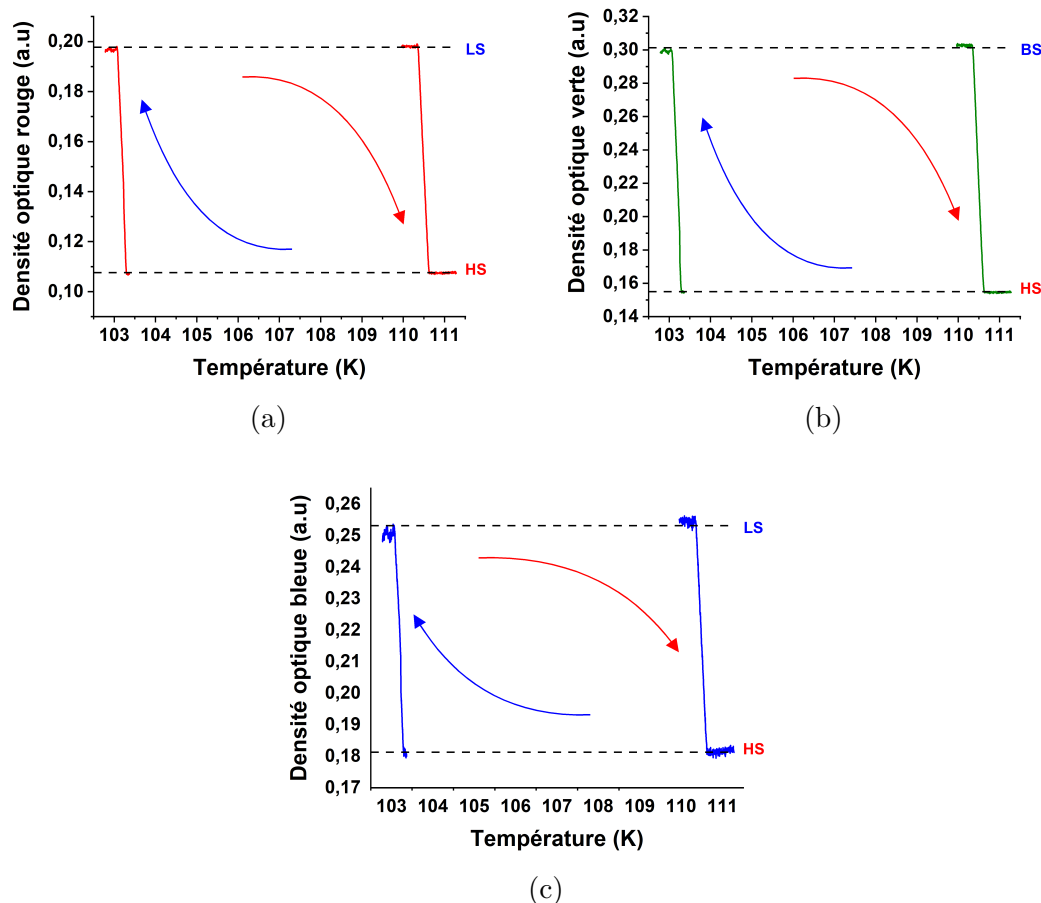 Densité optique rouge (a.u)
0,20
0,18
0,16
0,14
0,12
0,10
LS
HS
103 104 105 106 107 108 109 110 111
Température (K)
(a)
Densité optique verte (a.u)
0,32
0,30
0,28
0,26
0,24
0,22
0,20
0,18
0,16
0,14
BS
HS
103 104 105 106 107 108 109 110 111
Température (K)
(b)
Densité optique bleue (a.u)
0,26
0,25
0,24
0,23
0,22
0,21
0,20
0,19
0,18
0,17
LS
HS
103 104 105 106 107 108 109 110 111
Température (K)
(c)